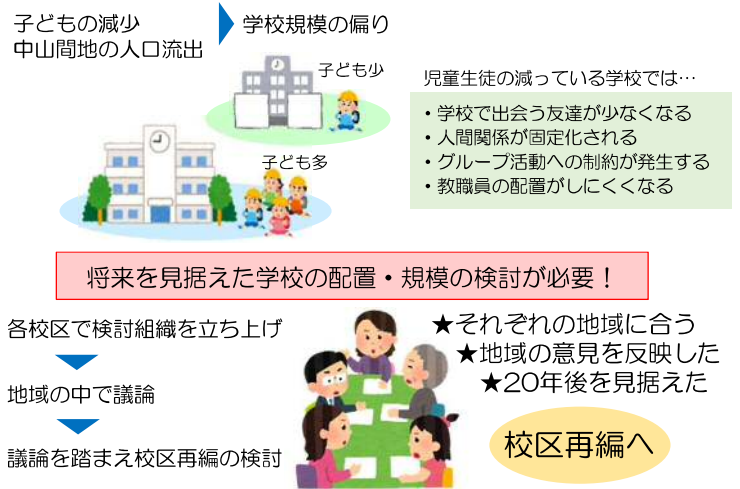 子どもの減少
中山間地の人口流出
学校規模の偏り
子ども少
子ども多
児童生徒の減っている学校では…
・学校で出会う友達が少なくなる
・人間関係が固定化される
・グループ活動への制約が発生する
・教職員の配置がしにくくなる
将来を見据えた学校の配置・規模の検討が必要！
各校区で検討組織を立ち上げ
地域の中で議論
議論を踏まえ校区再編の検討
★それぞれの地域に合う
★地域の意見を反映した
★20年後を見据えた
校区再編へ